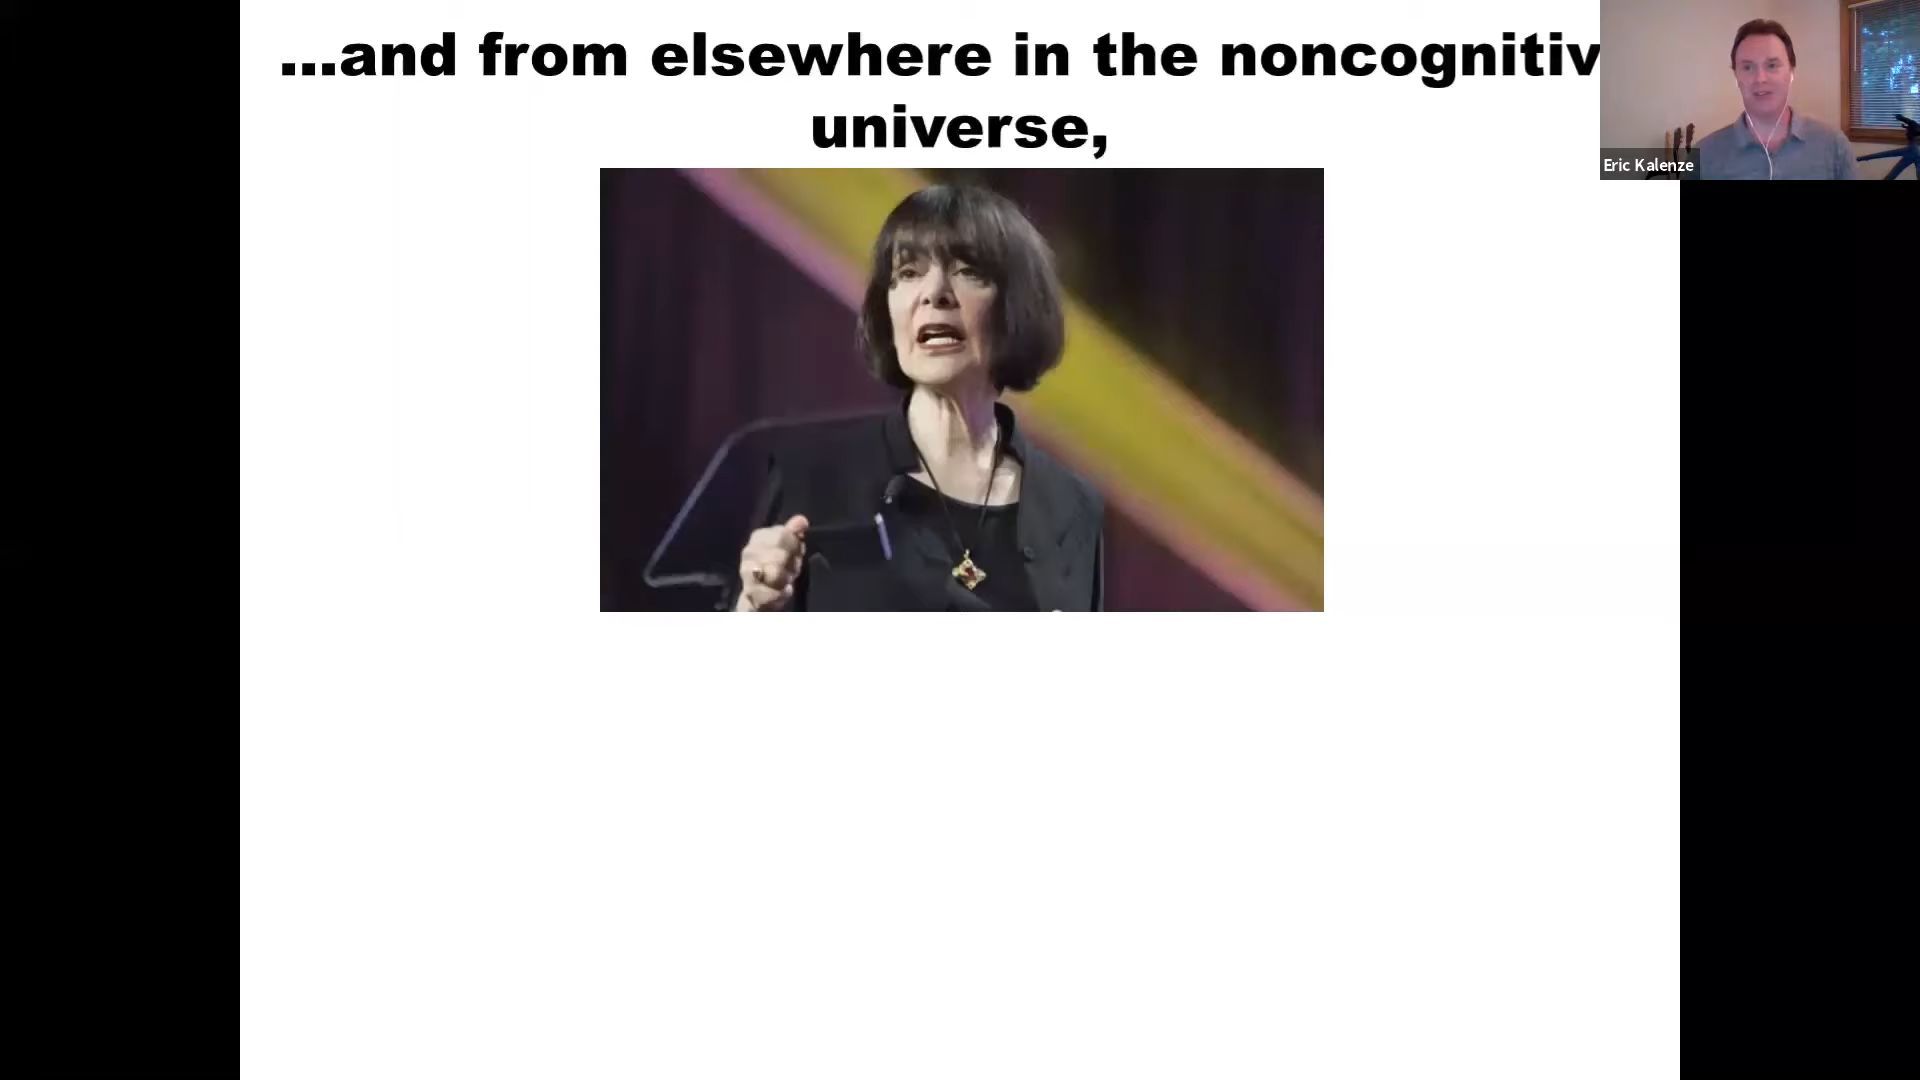 ...and from elsewhere in the noncognitiv
universe,
Eric Kalenze